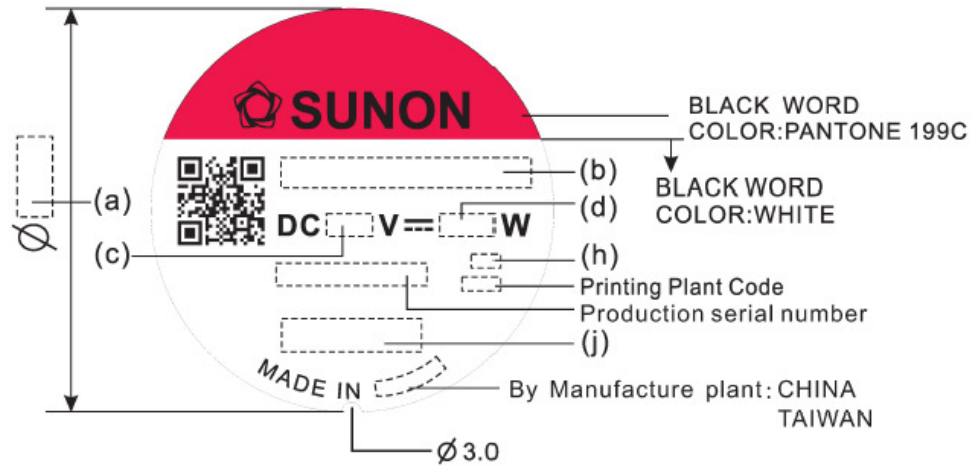 SUNON
BLACK WORD
COLOR:PANTONE 199C
BLACK WORD
COLOR:WHITE
(a)
Ø
(b)
(d)
DC V⎓ W
(c)
(h)
Printing Plant Code
Production serial number
(j)
MADE IN
By Manufacture plant: CHINA
TAIWAN
Ø 3.0